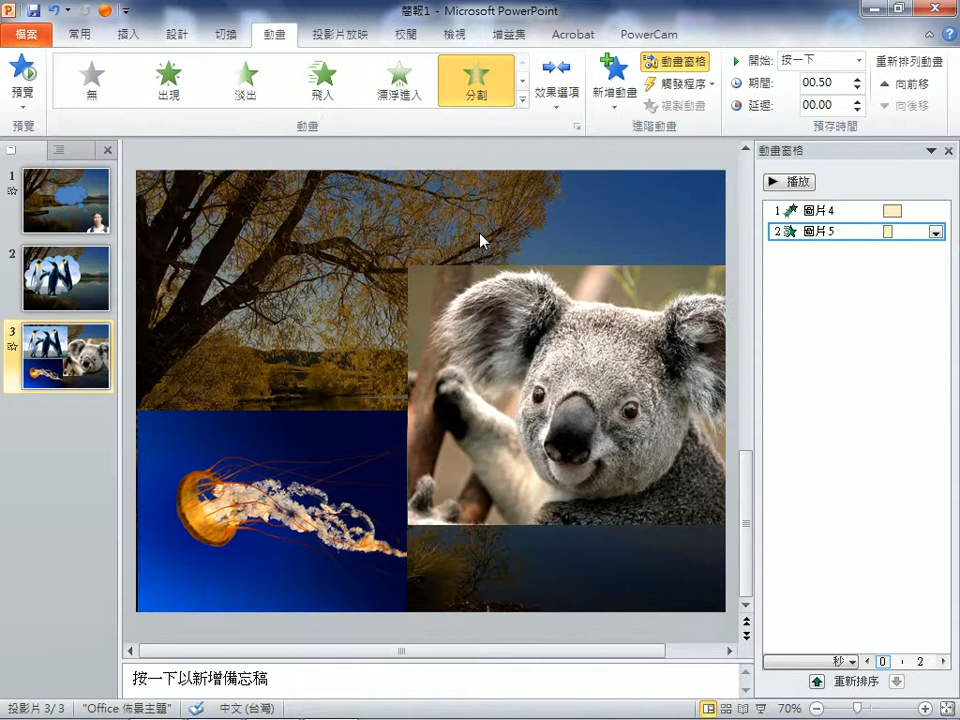 簡報1 - Microsoft PowerPoint
檔案 常用 插入 設計 切換 動畫 投影片放映 校閱 檢視 增益集 Acrobat PowerCam
預覽 無 出現 淡出 飛入 漂浮進入 分割 效果選項 新增動畫
動畫窗格
觸發程序
複製動畫
開始: 按一下
期間: 00.50
延遲: 00.00
重新排列動畫
向前移
向後移
預覽 動畫 進階動畫 預存時間
動畫窗格
播放
1 圖片 4
2 圖片 5
1
2
3
秒 0 2
重新排序
按一下以新增備忘稿
投影片 3/ 3 "Office 佈景主題" 中文 (台灣) 70%